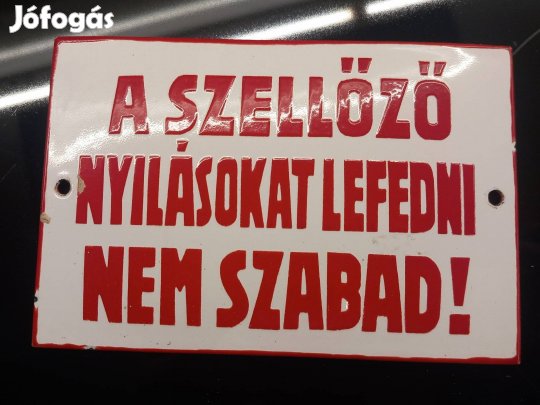 Jófogás
A SZELLŐZŐ
NYILÁSOKAT LEFEDNI
NEM SZABAD!